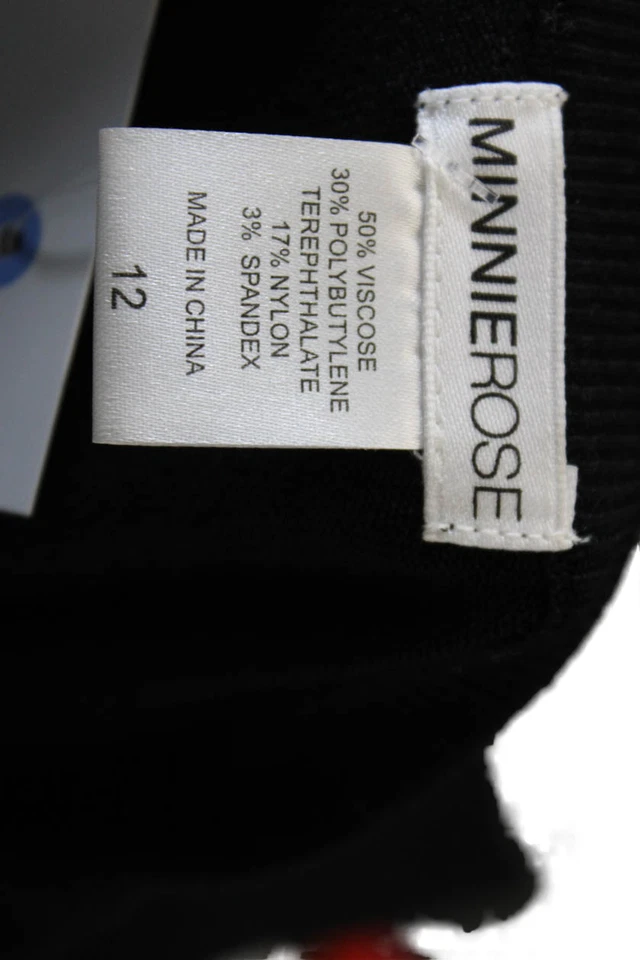 MINNIEROSE
50% VISCOSE
30% POLYBUTYLENE
TEREPHTHALATE
17% NYLON
3% SPANDEX
MADE IN CHINA
12